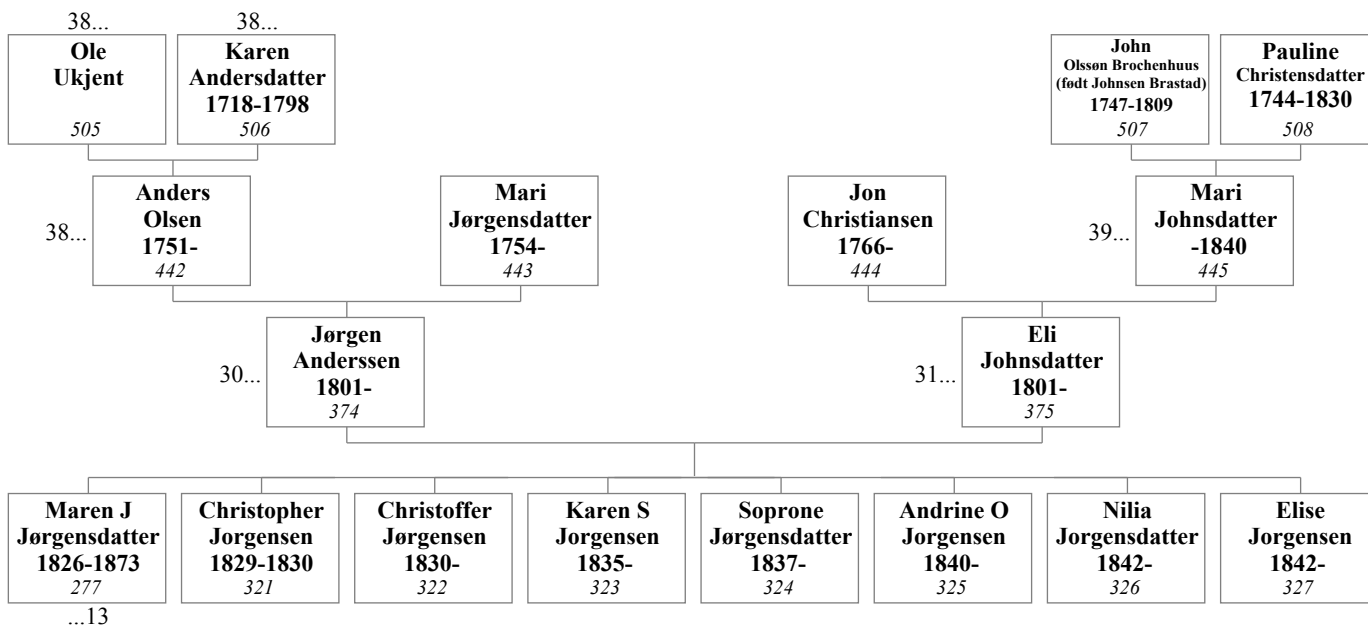 38...
38...
Ole
Ukjent
505
Karen
Andersdatter
1718-1798
506
John
Olssøn Brochenhuus
(født Johnsen Brastad)
1747-1809
507
Pauline
Christensdatter
1744-1830
508
38...
Anders
Olsen
1751-
442
Mari
Jørgensdatter
1754-
443
Jon
Christiansen
1766-
444
39...
Mari
Johnsdatter
-1840
445
30...
Jørgen
Anderssen
1801-
374
31...
Eli
Johnsdatter
1801-
375
Maren J
Jørgensdatter
1826-1873
277
...13
Christopher
Jorgensen
1829-1830
321
Christoffer
Jørgensen
1830-
322
Karen S
Jorgensen
1835-
323
Soprone
Jørgensdatter
1837-
324
Andrine O
Jorgensen
1840-
325
Nilia
Jorgensdatter
1842-
326
Elise
Jorgensen
1842-
327